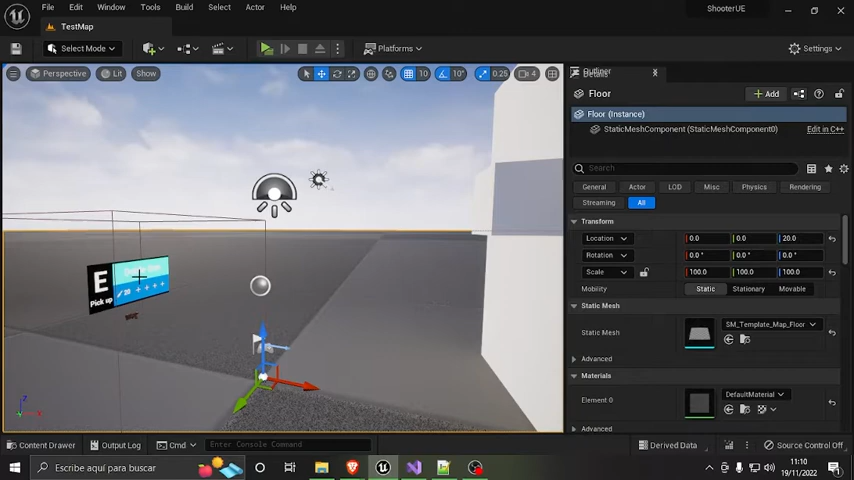 File Edit Window Tools Build Select Actor Help
ShooterUE
TestMap
Select Mode
Platforms
Settings
Perspective Lit Show
10 10° 0.25 4
Floor
Add
Floor (Instance)
StaticMeshComponent (StaticMeshComponent0) Edit in C++
Search
General Actor LOD Misc Physics Rendering
Streaming All
Transform
Location 0.0 0.0 20.0
Rotation 0.0 ° 0.0 ° 0.0 °
Scale 100.0 100.0 100.0
Mobility Static Stationary Movable
Static Mesh
Static Mesh SM_Template_Map_Floor
Advanced
Materials
Element 0 DefaultMaterial
Advanced
E
Pick up
20
Z
X
Content Drawer Output Log Cmd Enter Console Command Derived Data Source Control Off
Escribe aquí para buscar
11:10
19/11/2022